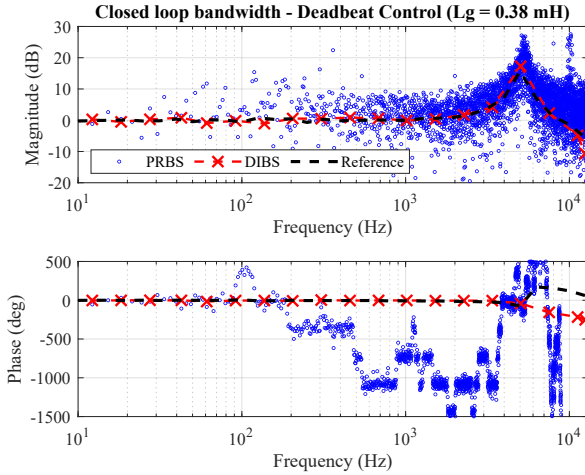 Closed loop bandwidth - Deadbeat Control (Lg = 0.38 mH)
30
20
10
0
-10
-20
Magnitude (dB)
PRBS DIBS Reference
10^1 10^2 10^3 10^4
Frequency (Hz)
500
0
-500
-1000
-1500
Phase (deg)
10^1 10^2 10^3 10^4
Frequency (Hz)